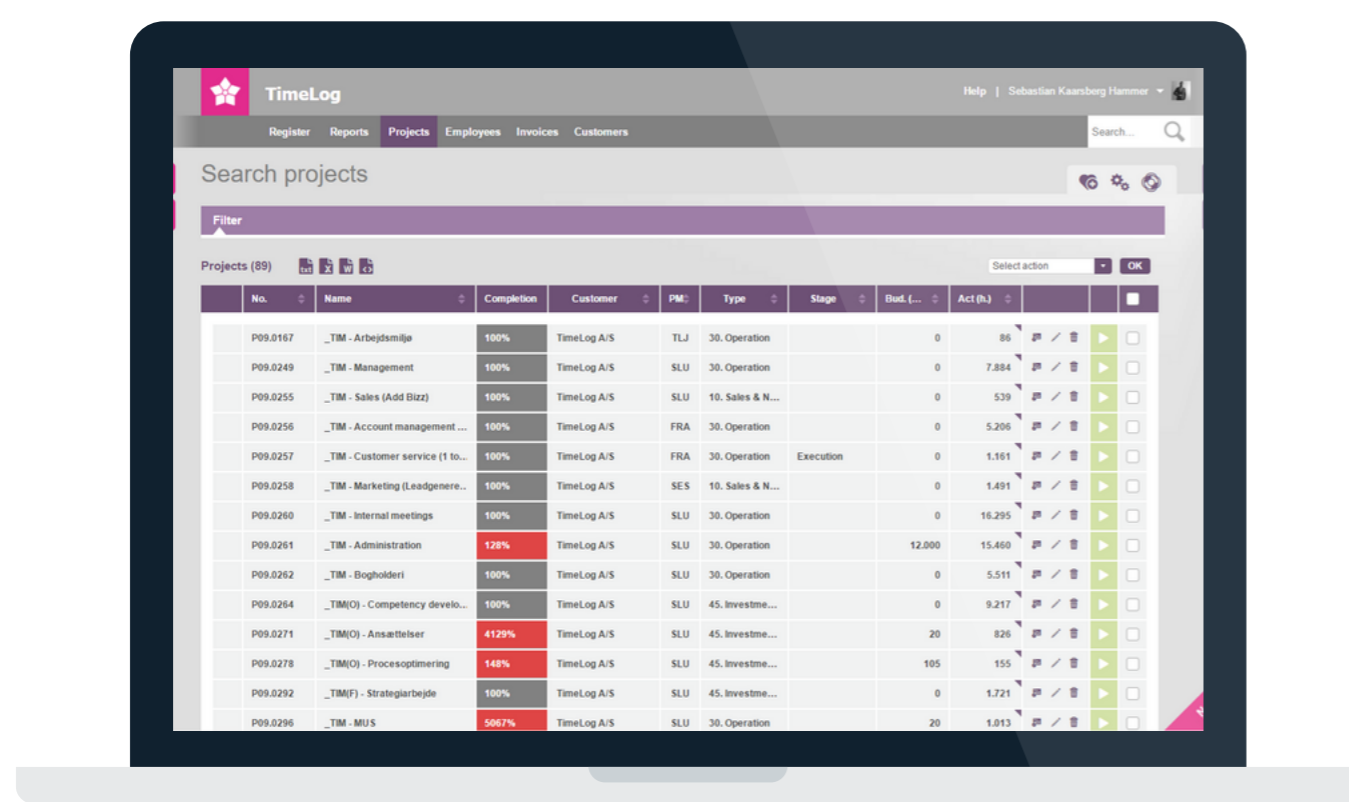 TimeLog
Help | Sebastian Kaarsberg Hammer
Register Reports Projects Employees Invoices Customers Search...
Search projects
Filter
Projects (89) txt X W <> Select action OK
No. Name Completion Customer PM Type Stage Bud. (... Act (h.)
P09.0167 _TIM - Arbejdsmiljø 100% TimeLog A/S TLJ 30. Operation 0 86
P09.0249 _TIM - Management 100% TimeLog A/S SLU 30. Operation 0 7.884
P09.0255 _TIM - Sales (Add Bizz) 100% TimeLog A/S SLU 10. Sales & N... 0 539
P09.0256 _TIM - Account management ... 100% TimeLog A/S FRA 30. Operation 0 5.206
P09.0257 _TIM - Customer service (1 to... 100% TimeLog A/S FRA 30. Operation Execution 0 1.161
P09.0258 _TIM - Marketing (Leadgenere... 100% TimeLog A/S SES 10. Sales & N... 0 1.491
P09.0260 _TIM - Internal meetings 100% TimeLog A/S SLU 30. Operation 0 16.295
P09.0261 _TIM - Administration 128% TimeLog A/S SLU 30. Operation 12.000 15.460
P09.0262 _TIM - Bogholderi 100% TimeLog A/S SLU 30. Operation 0 5.511
P09.0264 _TIM(O) - Competency develo... 100% TimeLog A/S SLU 45. Investme... 0 9.217
P09.0271 _TIM(O) - Ansættelser 4129% TimeLog A/S SLU 45. Investme... 20 826
P09.0278 _TIM(O) - Procesoptimering 148% TimeLog A/S SLU 45. Investme... 105 155
P09.0292 _TIM(F) - Strategiarbejde 100% TimeLog A/S SLU 45. Investme... 0 1.721
P09.0296 _TIM - MUS 5067% TimeLog A/S SLU 30. Operation 20 1.013